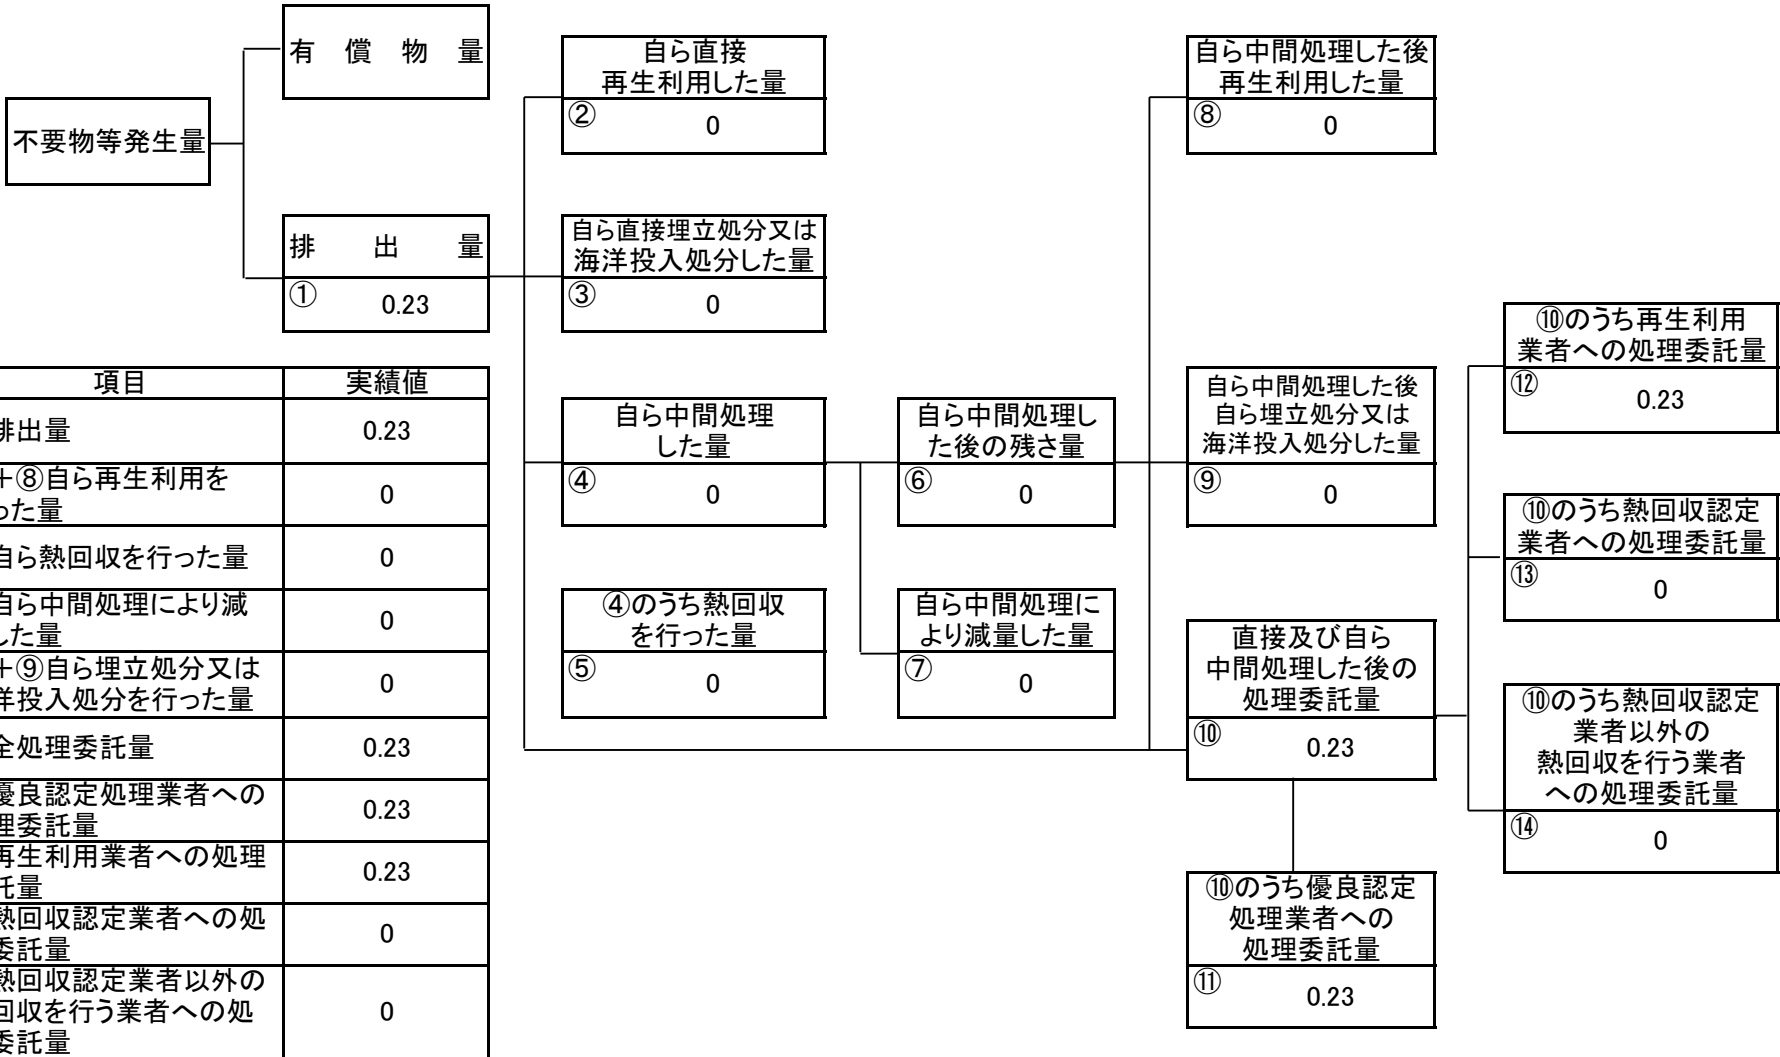 有償物量
不要物等発生量
排出量
① 0.23
自ら直接
再生利用した量
② 0
自ら直接埋立処分又は
海洋投入処分した量
③ 0
自ら中間処理
した量
④ 0
④のうち熱回収
を行った量
⑤ 0
自ら中間処理し
た後の残さ量
⑥ 0
自ら中間処理に
より減量した量
⑦ 0
自ら中間処理した後
再生利用した量
⑧ 0
自ら中間処理した後
自ら埋立処分又は
海洋投入処分した量
⑨ 0
直接及び自ら
中間処理した後の
処理委託量
⑩ 0.23
⑩のうち優良認定
処理業者への
処理委託量
⑪ 0.23
⑩のうち再生利用
業者への処理委託量
⑫ 0.23
⑩のうち熱回収認定
業者への処理委託量
⑬ 0
⑩のうち熱回収認定
業者以外の
熱回収を行う業者
への処理委託量
⑭ 0
項目 実績値
排出量 0.23
+⑧自ら再生利用を
った量 0
自ら熱回収を行った量 0
自ら中間処理により減
した量 0
+⑨自ら埋立処分又は
洋投入処分を行った量 0
全処理委託量 0.23
優良認定処理業者への
理委託量 0.23
再生利用業者への処理
託量 0.23
熱回収認定業者への処
委託量 0
熱回収認定業者以外の
回収を行う業者への処
委託量 0